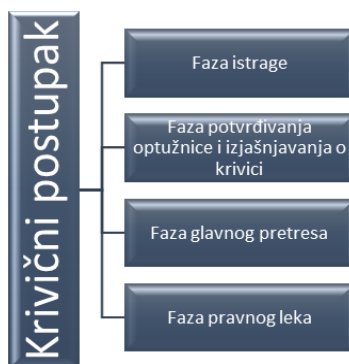 Krivični postupak
Faza istrage
Faza potvrđivanja
optužnice i izjašnjavanja o
krivici
Faza glavnog pretresa
Faza pravnog leka